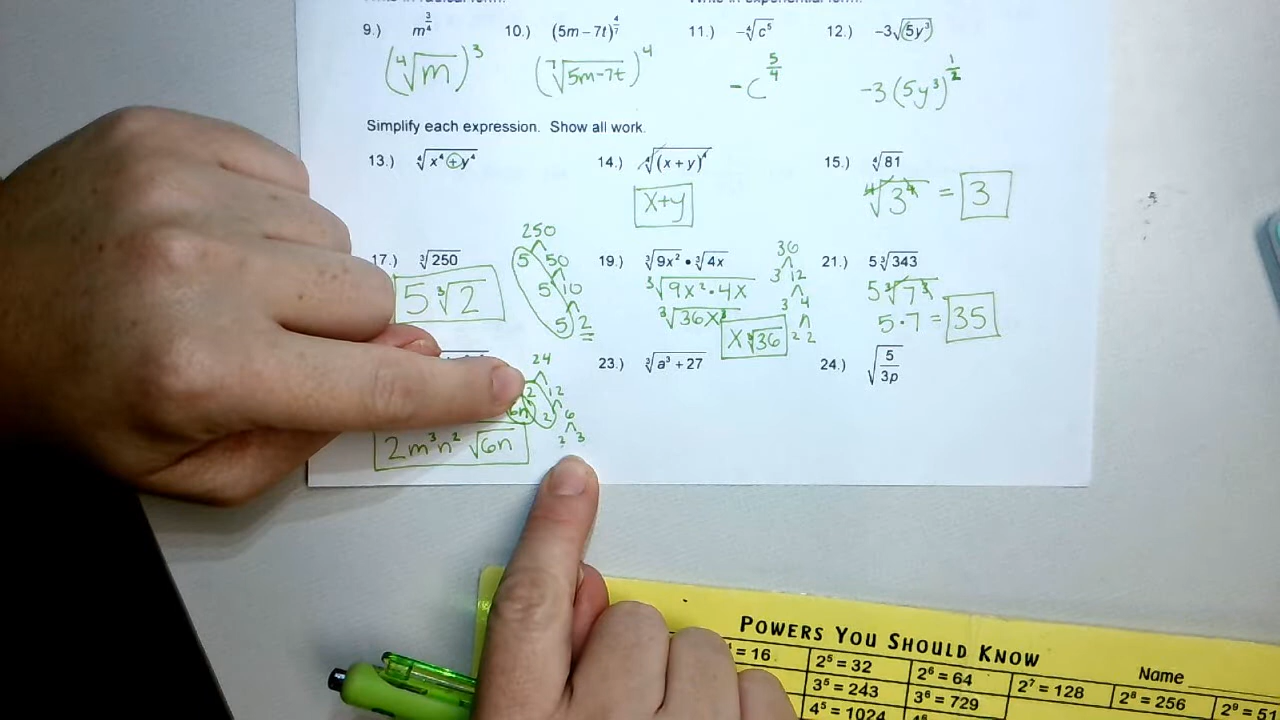 9.) m^(3/4) 10.) (5m − 7t)^(4/7) 11.) −∜c⁵ 12.) −3√(5y³)
(∜m)³ (⁷√5m−7t)⁴ −c^(5/4) −3(5y³)^(1/2)
Simplify each expression. Show all work.
13.) ∜x⁴ + y⁴ 14.) ∜(x + y)⁴ 15.) ∜81
x+y ∜3⁴ = 3
250
17.) ∛250 5 50 19.) ∛9x² • ∛4x 36 21.) 5∛343
5∛2 5 10 ∛9x²·4x 3 12 5∛7³
5 2 ∛36x³ 3 4 5·7 = 35
x∛36 2 2
24 23.) ∛a³ + 27 24.) √5/3p
2 12
6n 2 6
2m³n²√6n 2 3
POWERS YOU SHOULD KNOW
= 16 2⁵ = 32 2⁶ = 64 2⁷ = 128 2⁸ = 256 2⁹ = 51
Name
3⁵ = 243 3⁶ = 729
4⁵ = 1024